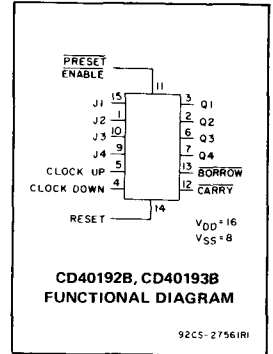 PRESET
ENABLE
11
J1 15 3 Q1
J2 1 2 Q2
J3 10 6 Q3
J4 9 7 Q4
CLOCK UP 5 13 BORROW
CLOCK DOWN 4 12 CARRY
RESET 14
VDD=16
VSS=8
CD40192B, CD40193B
FUNCTIONAL DIAGRAM
92CS-27561R1